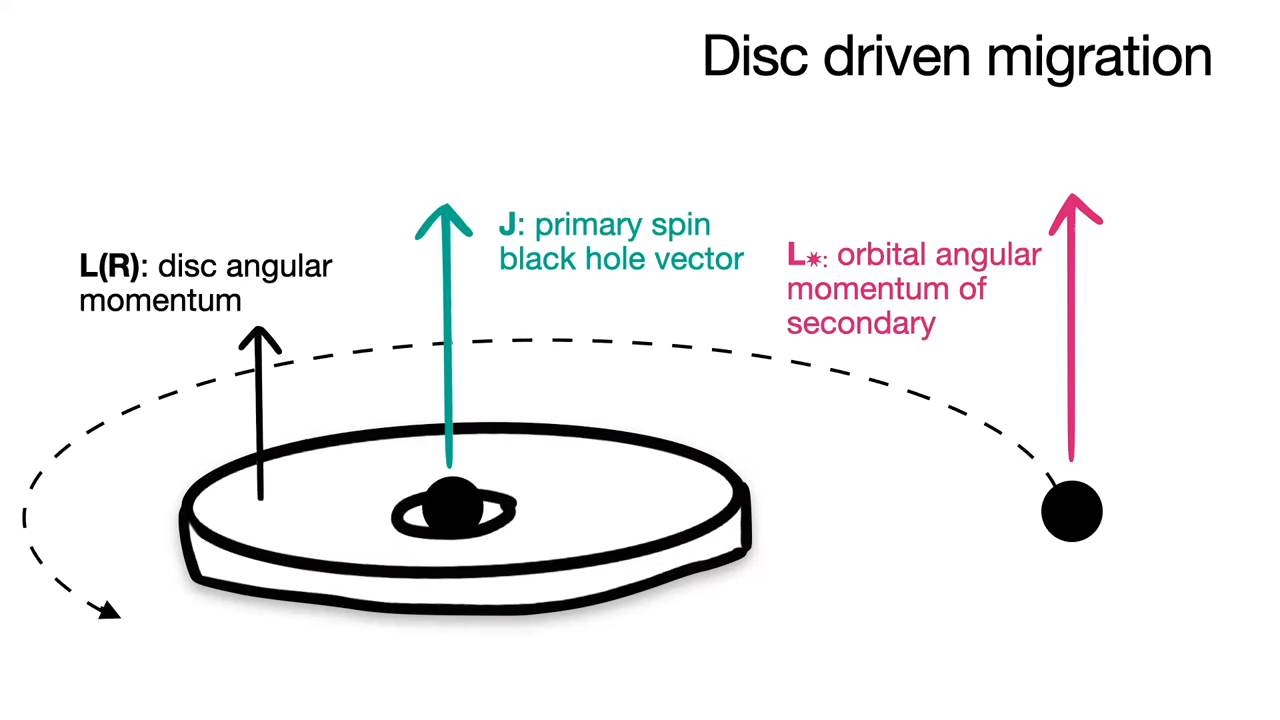 Disc driven migration
L(R): disc angular
momentum
J: primary spin
black hole vector
L✷: orbital angular
momentum of
secondary